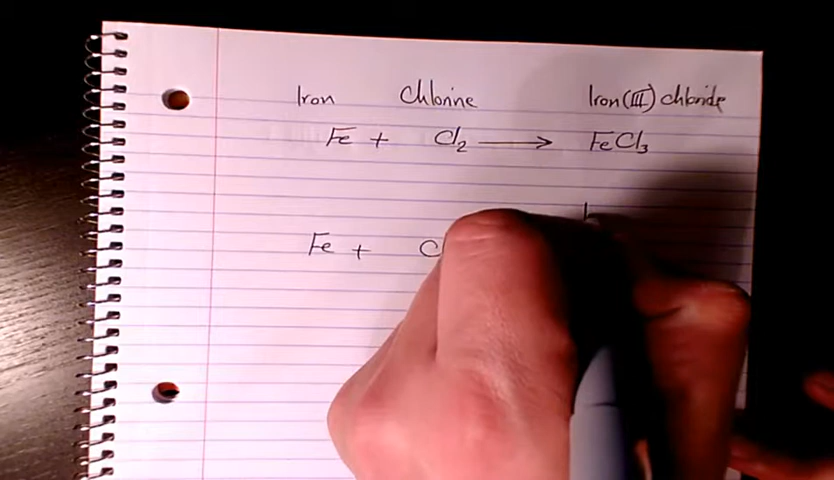 Iron Chlorine Iron(III) chloride
Fe + Cl₂ ⟶ FeCl₃
Fe + C